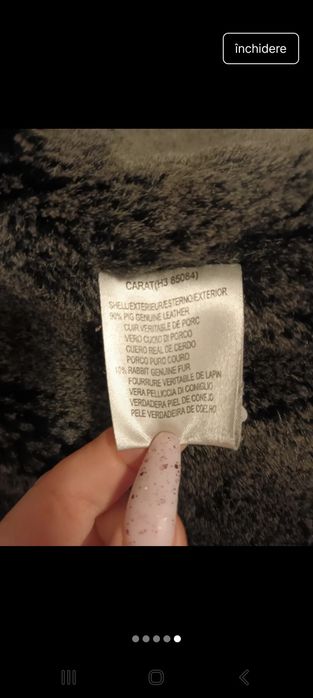 închidere
CARAT(H3 65064)
SHELL/EXTERIEUR/ESTERNO/EXTERIOR
90% PIG GENUINE LEATHER
CUIR VERITABLE DE PORC
VERO CUOIO DI PORCO
CUERO REAL DE CERDO
PORCO PURO COURO
10% RABBIT GENUINE FUR
FOURRURE VERITABLE DE LAPIN
VERA PELLICCIA DI CONIGLIO
VERDADERA PIEL DE CONEJO
PELE VERDADEIRA DE COELHO